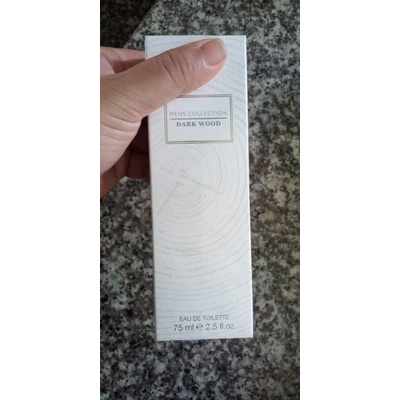 MENS COLLECTION
DARK WOOD
EAU DE TOILETTE
75 ml ℮ 2.5 fl.oz.